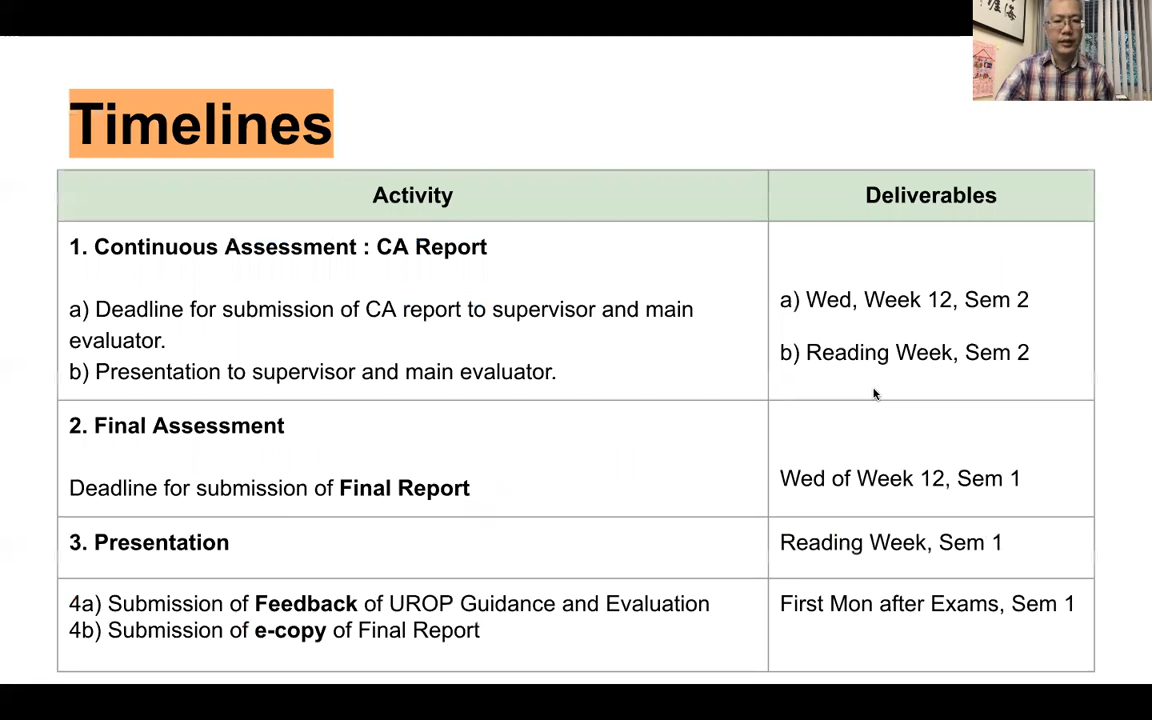 Timelines
Activity
Deliverables
1. Continuous Assessment : CA Report
a) Deadline for submission of CA report to supervisor and main
evaluator.
b) Presentation to supervisor and main evaluator.
a) Wed, Week 12, Sem 2
b) Reading Week, Sem 2
2. Final Assessment
Deadline for submission of Final Report
Wed of Week 12, Sem 1
3. Presentation
Reading Week, Sem 1
4a) Submission of Feedback of UROP Guidance and Evaluation
4b) Submission of e-copy of Final Report
First Mon after Exams, Sem 1